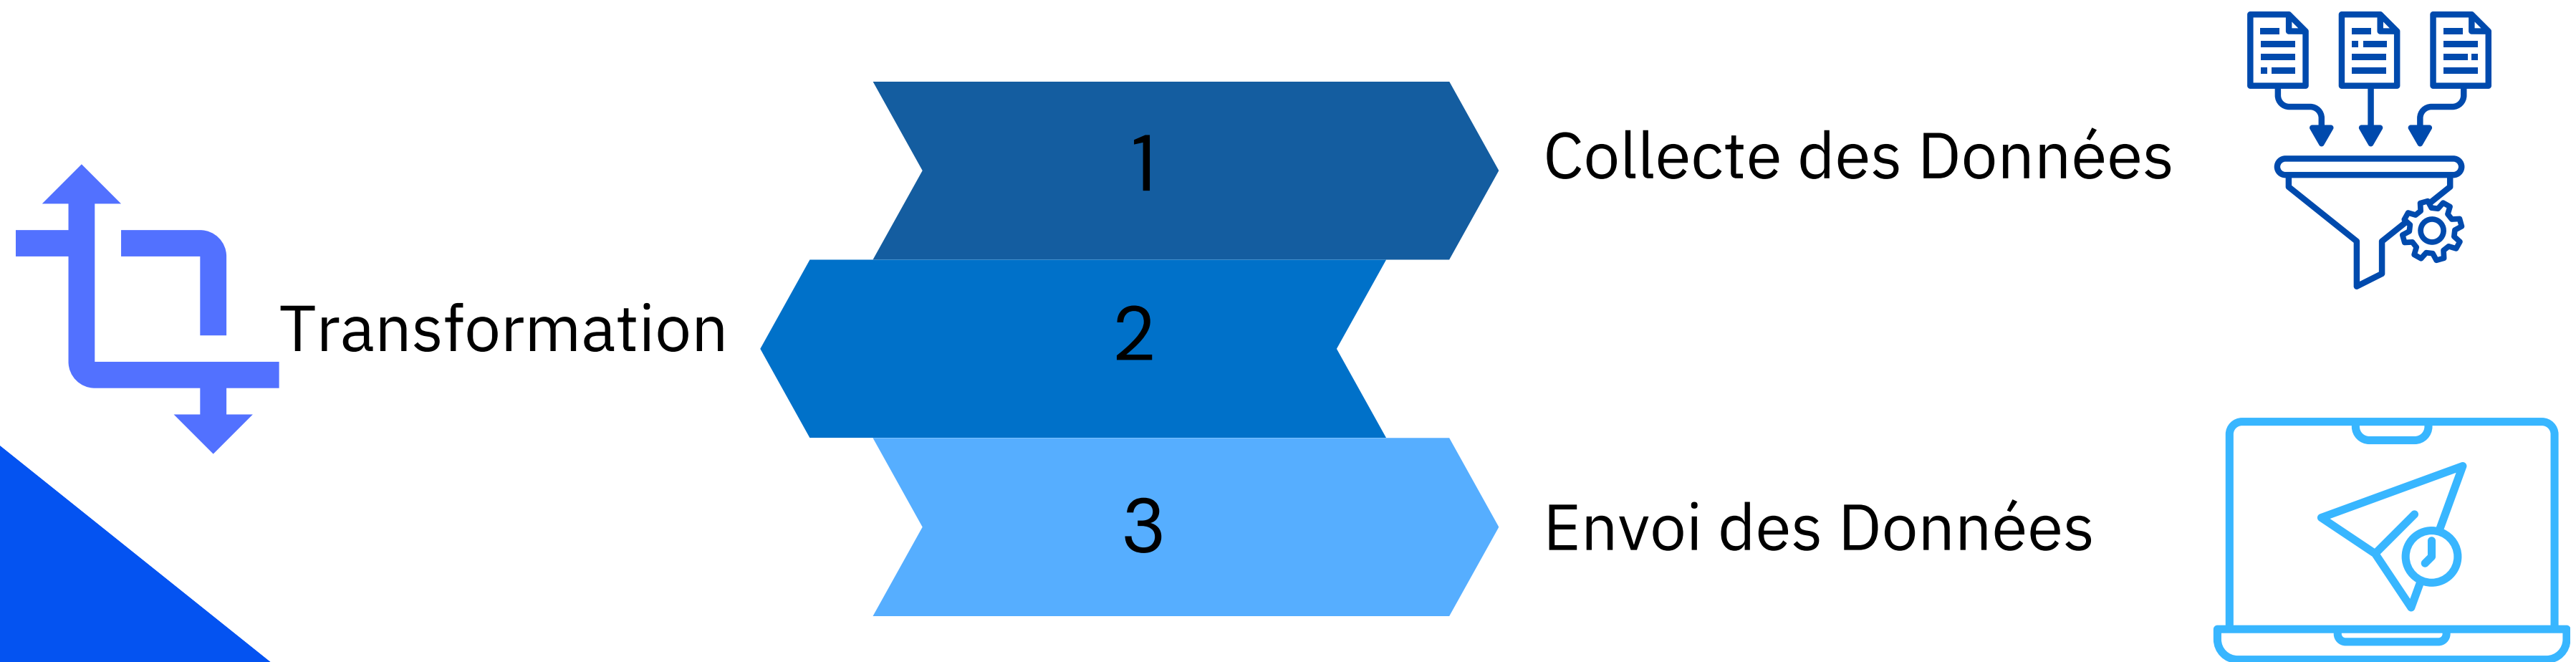 1
Collecte des Données
Transformation
2
3
Envoi des Données